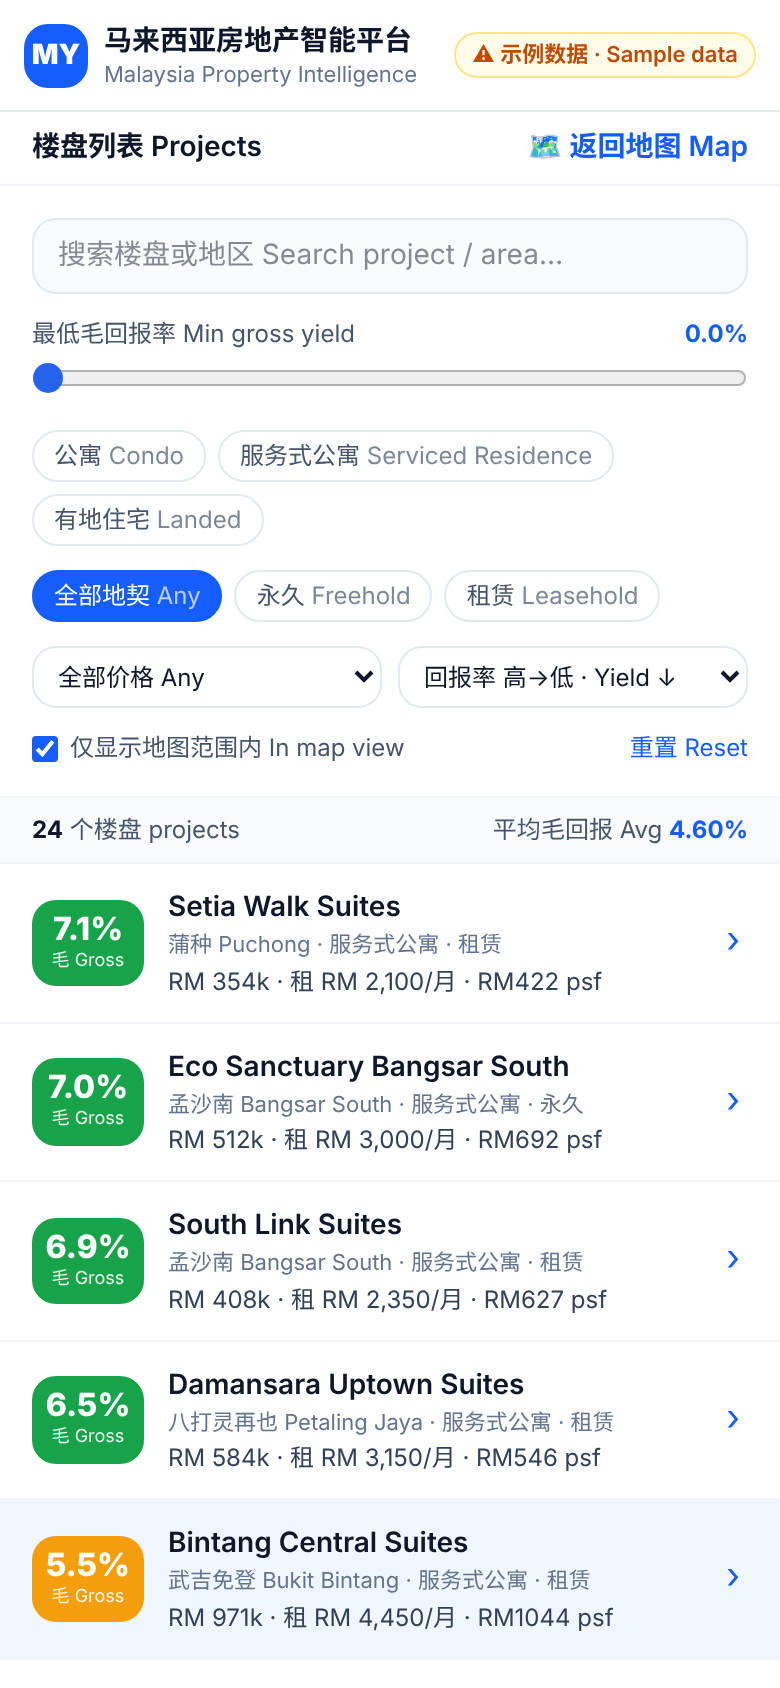 MY
马来西亚房地产智能平台
Malaysia Property Intelligence
⚠ 示例数据 · Sample data
楼盘列表 Projects
🗺️ 返回地图 Map
搜索楼盘或地区 Search project / area...
最低毛回报率 Min gross yield
0.0%
公寓 Condo
服务式公寓 Serviced Residence
有地住宅 Landed
全部地契 Any
永久 Freehold
租赁 Leasehold
全部价格 Any
回报率 高→低 · Yield ↓
仅显示地图范围内 In map view
重置 Reset
24 个楼盘 projects
平均毛回报 Avg 4.60%
7.1%
毛 Gross
Setia Walk Suites
蒲种 Puchong · 服务式公寓 · 租赁
RM 354k · 租 RM 2,100/月 · RM422 psf
7.0%
毛 Gross
Eco Sanctuary Bangsar South
孟沙南 Bangsar South · 服务式公寓 · 永久
RM 512k · 租 RM 3,000/月 · RM692 psf
6.9%
毛 Gross
South Link Suites
孟沙南 Bangsar South · 服务式公寓 · 租赁
RM 408k · 租 RM 2,350/月 · RM627 psf
6.5%
毛 Gross
Damansara Uptown Suites
八打灵再也 Petaling Jaya · 服务式公寓 · 租赁
RM 584k · 租 RM 3,150/月 · RM546 psf
5.5%
毛 Gross
Bintang Central Suites
武吉免登 Bukit Bintang · 服务式公寓 · 租赁
RM 971k · 租 RM 4,450/月 · RM1044 psf